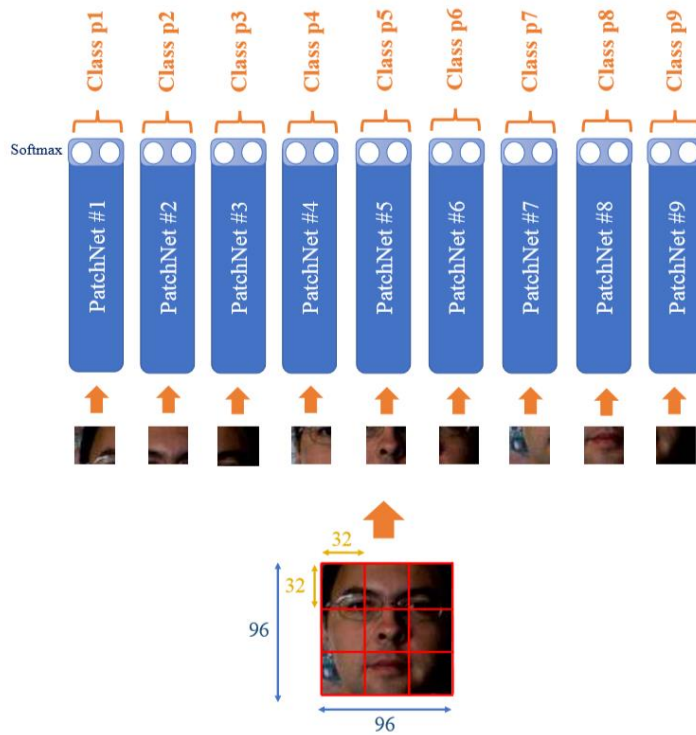 Class p1
Class p2
Class p3
Class p4
Class p5
Class p6
Class p7
Class p8
Class p9
Softmax
PatchNet #1
PatchNet #2
PatchNet #3
PatchNet #4
PatchNet #5
PatchNet #6
PatchNet #7
PatchNet #8
PatchNet #9
32
32
96
96